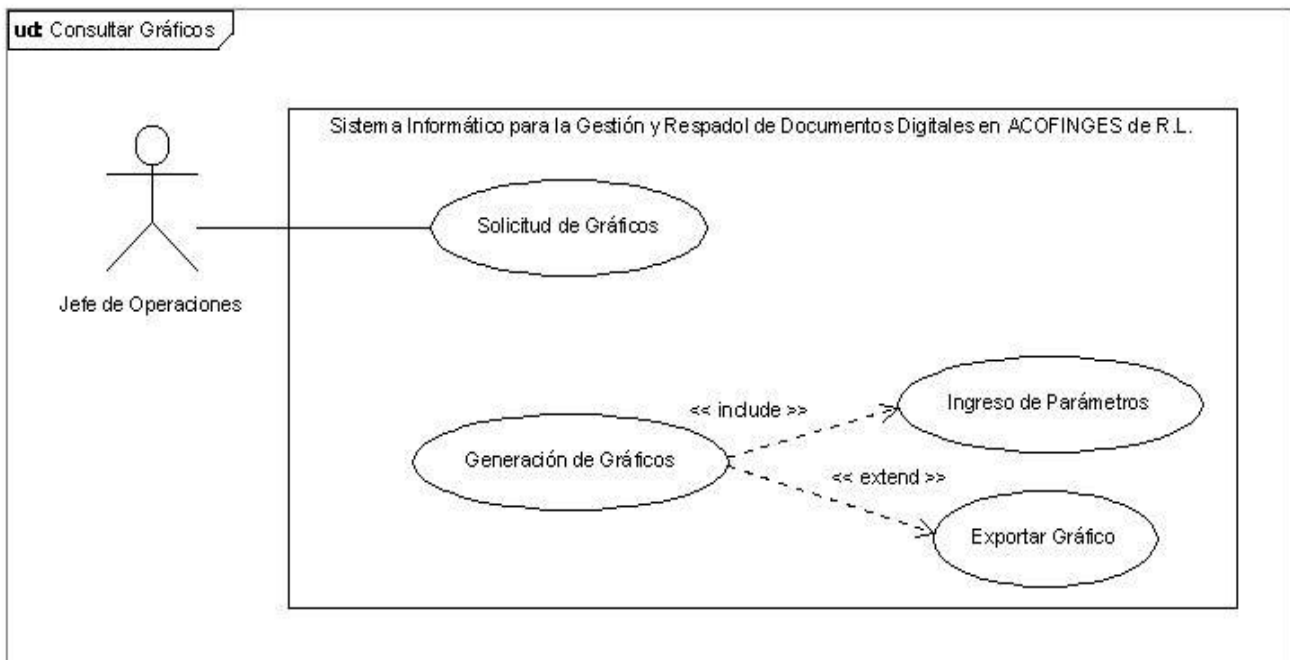 ud: Consultar Gráficos
Sistema Informático para la Gestión y Respadol de Documentos Digitales en ACOFINGES de R.L.
Solicitud de Gráficos
Jefe de Operaciones
<< include >>
Ingreso de Parámetros
Generación de Gráficos
<< extend >>
Exportar Gráfico